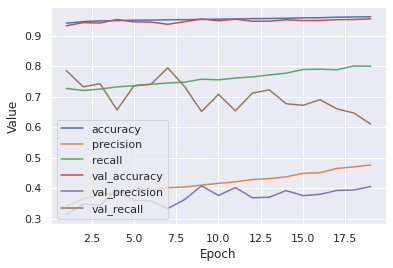 0.9
0.8
0.7
0.6
0.5
0.4
0.3
Value
accuracy
precision
recall
val_accuracy
val_precision
val_recall
2.5 5.0 7.5 10.0 12.5 15.0 17.5
Epoch